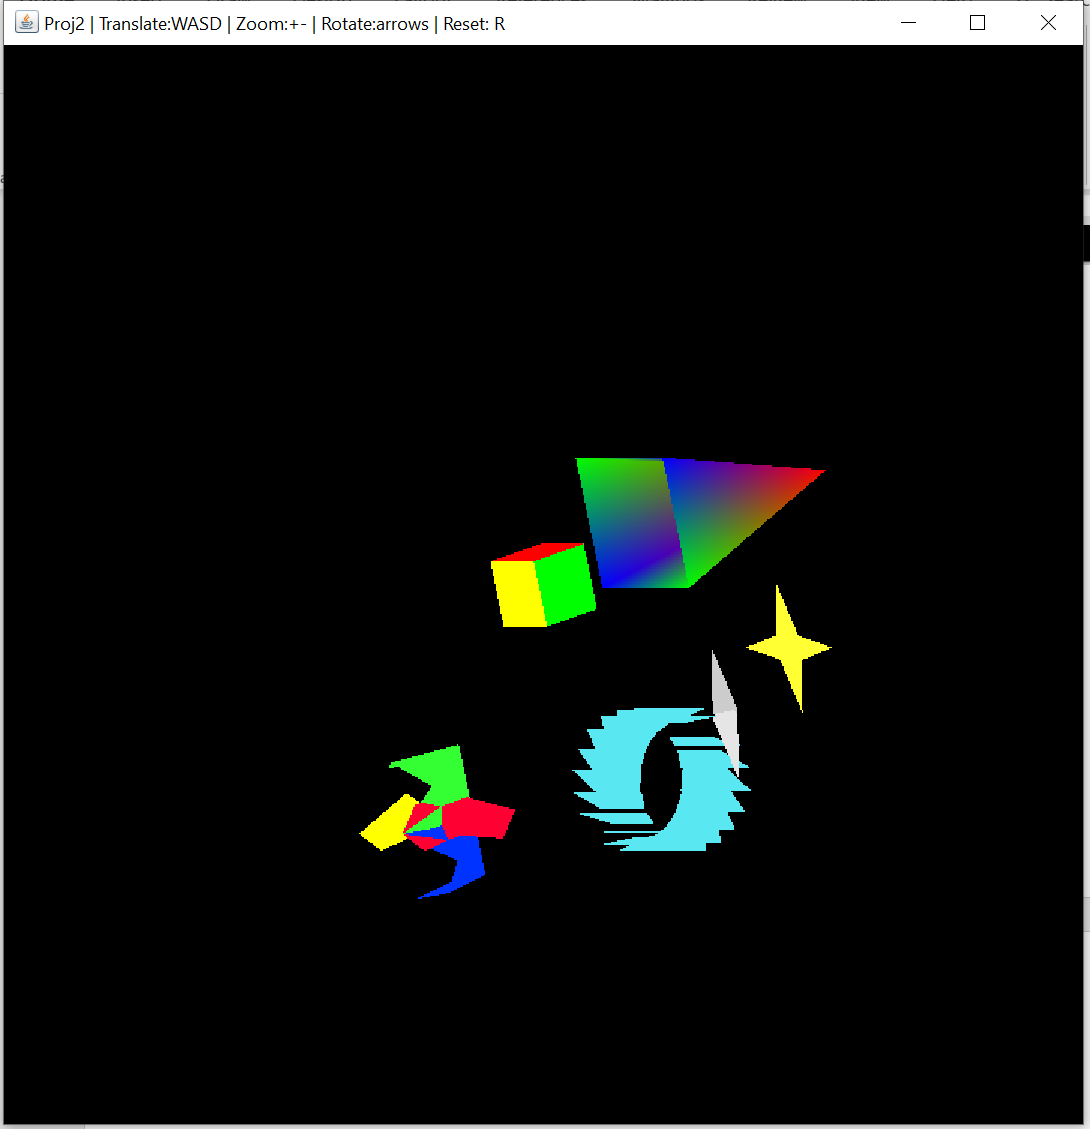 Proj2 | Translate:WASD | Zoom:+- | Rotate:arrows | Reset: R